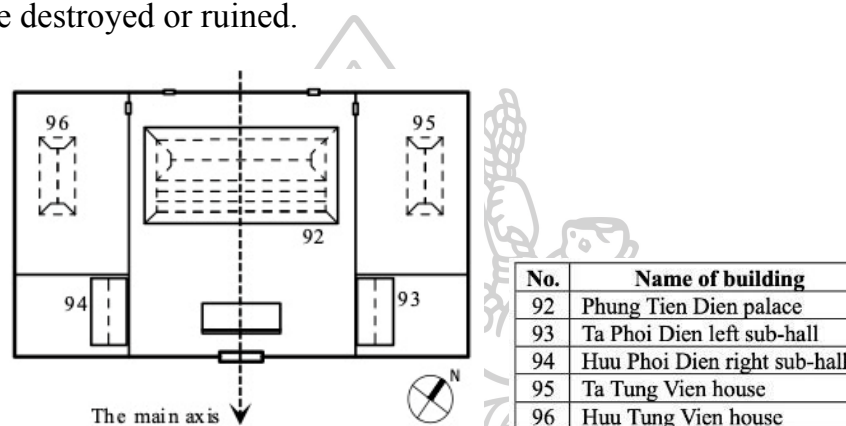 e destroyed or ruined.
96
95
92
94
93
N
The main axis
No. Name of building
92 Phung Tien Dien palace
93 Ta Phoi Dien left sub-hall
94 Huu Phoi Dien right sub-hall
95 Ta Tung Vien house
96 Huu Tung Vien house